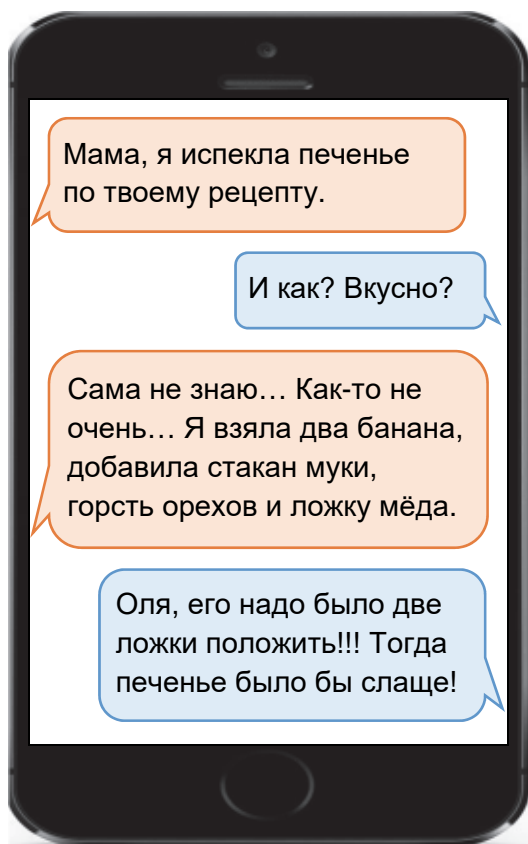 Мама, я испекла печенье
по твоему рецепту.
И как? Вкусно?
Сама не знаю… Как-то не
очень… Я взяла два банана,
добавила стакан муки,
горсть орехов и ложку мёда.
Оля, его надо было две
ложки положить!!! Тогда
печенье было бы слаще!